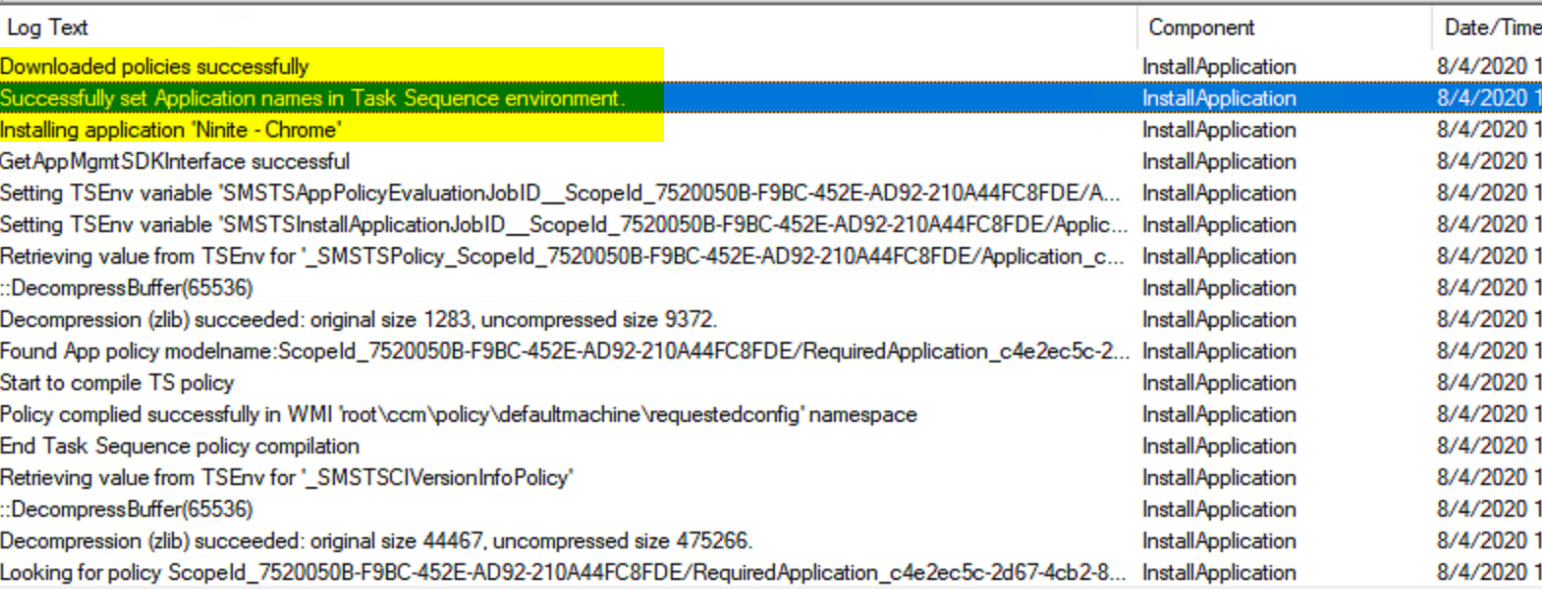 Log Text Component Date/Time
Downloaded policies successfully InstallApplication 8/4/2020 1
Successfully set Application names in Task Sequence environment. InstallApplication 8/4/2020 1
Installing application 'Ninite - Chrome' InstallApplication 8/4/2020 1
GetAppMgmtSDKInterface successful InstallApplication 8/4/2020 1
Setting TSEnv variable 'SMSTSAppPolicyEvaluationJobID__ScopeId_7520050B-F9BC-452E-AD92-210A44FC8FDE/A... InstallApplication 8/4/2020 1
Setting TSEnv variable 'SMSTSInstallApplicationJobID__ScopeId_7520050B-F9BC-452E-AD92-210A44FC8FDE/Applic... InstallApplication 8/4/2020 1
Retrieving value from TSEnv for '_SMSTSPolicy_ScopeId_7520050B-F9BC-452E-AD92-210A44FC8FDE/Application_c... InstallApplication 8/4/2020 1
::DecompressBuffer(65536) InstallApplication 8/4/2020 1
Decompression (zlib) succeeded: original size 1283, uncompressed size 9372. InstallApplication 8/4/2020 1
Found App policy modelname:ScopeId_7520050B-F9BC-452E-AD92-210A44FC8FDE/RequiredApplication_c4e2ec5c-2... InstallApplication 8/4/2020 1
Start to compile TS policy InstallApplication 8/4/2020 1
Policy complied successfully in WMI 'root\ccm\policy\defaultmachine\requestedconfig' namespace InstallApplication 8/4/2020 1
End Task Sequence policy compilation InstallApplication 8/4/2020 1
Retrieving value from TSEnv for '_SMSTSCIVersionInfoPolicy' InstallApplication 8/4/2020 1
::DecompressBuffer(65536) InstallApplication 8/4/2020 1
Decompression (zlib) succeeded: original size 44467, uncompressed size 475266. InstallApplication 8/4/2020 1
Looking for policy ScopeId_7520050B-F9BC-452E-AD92-210A44FC8FDE/RequiredApplication_c4e2ec5c-2d67-4cb2-8... InstallApplication 8/4/2020 1